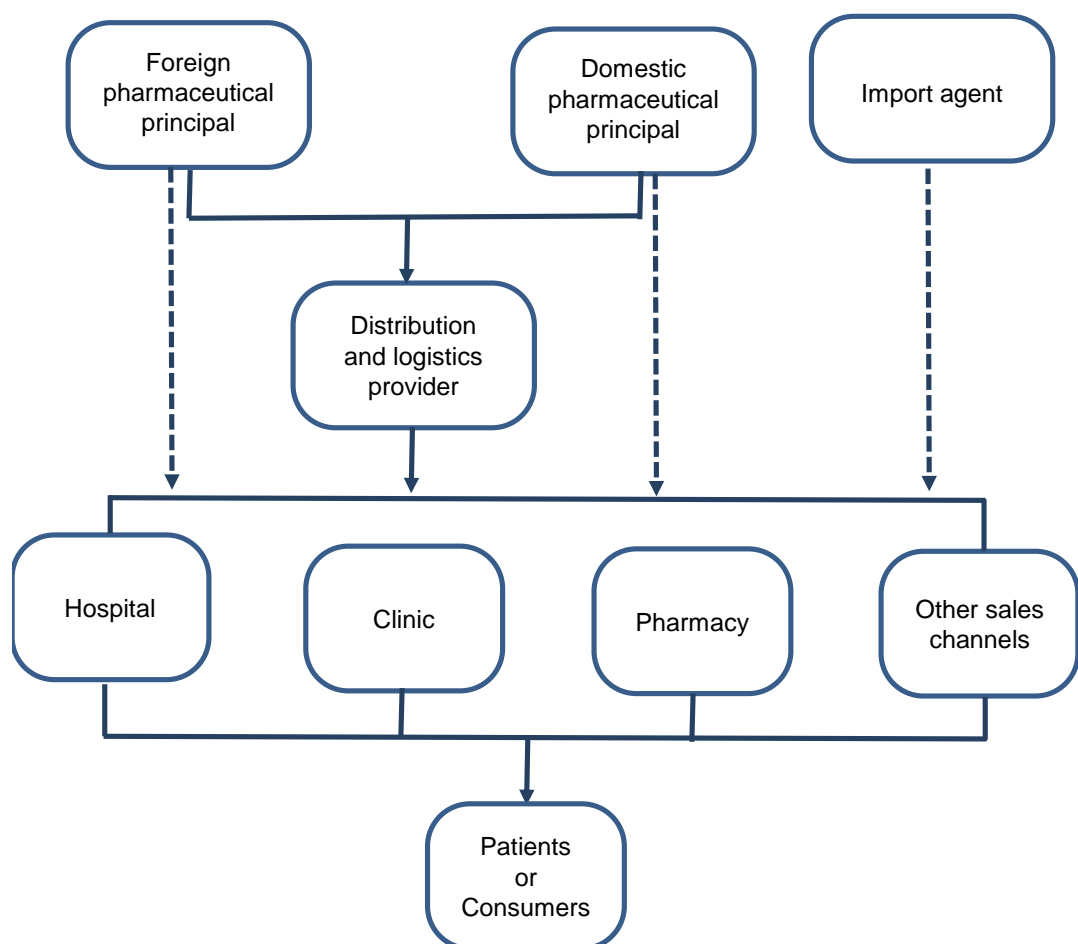 Foreign
pharmaceutical
principal
Domestic
pharmaceutical
principal
Import agent
Distribution
and logistics
provider
Hospital
Clinic
Pharmacy
Other sales
channels
Patients
or
Consumers